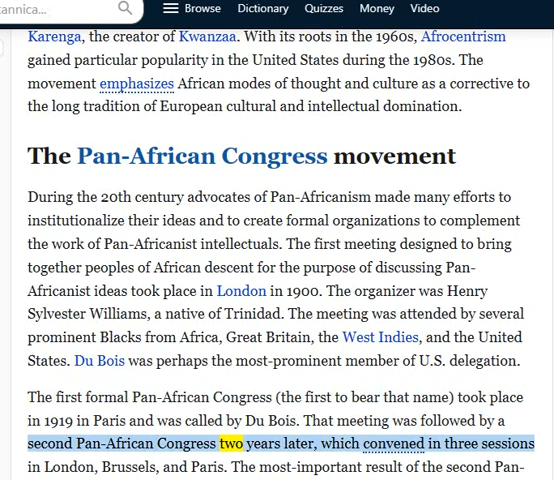 annica...
Browse Dictionary Quizzes Money Video
Karenga, the creator of Kwanzaa. With its roots in the 1960s, Afrocentrism
gained particular popularity in the United States during the 1980s. The
movement emphasizes African modes of thought and culture as a corrective to
the long tradition of European cultural and intellectual domination.
The Pan-African Congress movement
During the 20th century advocates of Pan-Africanism made many efforts to
institutionalize their ideas and to create formal organizations to complement
the work of Pan-Africanist intellectuals. The first meeting designed to bring
together peoples of African descent for the purpose of discussing Pan-
Africanist ideas took place in London in 1900. The organizer was Henry
Sylvester Williams, a native of Trinidad. The meeting was attended by several
prominent Blacks from Africa, Great Britain, the West Indies, and the United
States. Du Bois was perhaps the most-prominent member of U.S. delegation.
The first formal Pan-African Congress (the first to bear that name) took place
in 1919 in Paris and was called by Du Bois. That meeting was followed by a
second Pan-African Congress two years later, which convened in three sessions
in London, Brussels, and Paris. The most-important result of the second Pan-